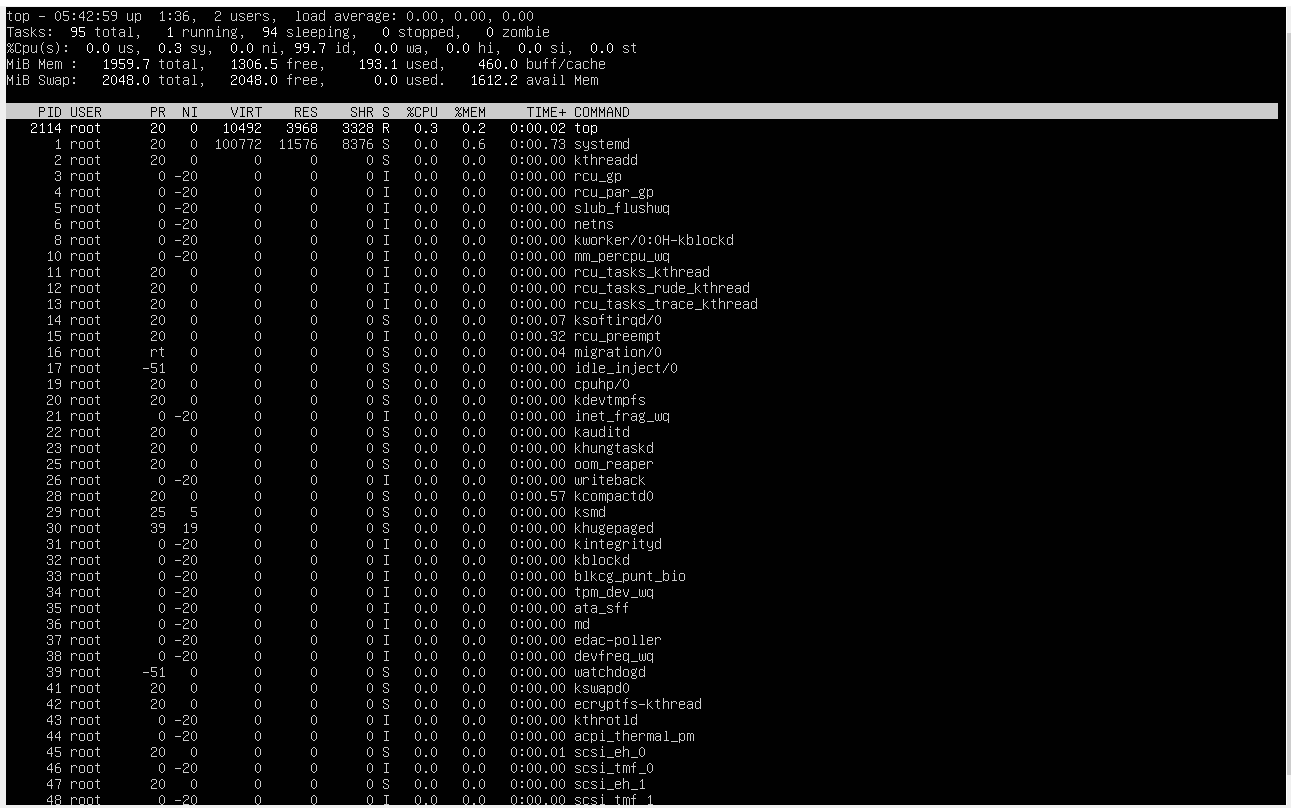 top - 05:42:59 up  1:36,  2 users,  load average: 0.00, 0.00, 0.00
Tasks:  95 total,   1 running,  94 sleeping,   0 stopped,   0 zombie
%Cpu(s):  0.0 us,  0.3 sy,  0.0 ni, 99.7 id,  0.0 wa,  0.0 hi,  0.0 si,  0.0 st
MiB Mem :   1959.7 total,   1306.5 free,    193.1 used,    460.0 buff/cache
MiB Swap:   2048.0 total,   2048.0 free,      0.0 used.   1612.2 avail Mem
PID USER      PR  NI    VIRT    RES    SHR S  %CPU  %MEM     TIME+ COMMAND
2114 root      20   0   10492   3968   3328 R   0.3   0.2   0:00.02 top
1 root      20   0  100772  11576   8376 S   0.0   0.6   0:00.73 systemd
2 root      20   0       0      0      0 S   0.0   0.0   0:00.00 kthreadd
3 root       0 -20       0      0      0 I   0.0   0.0   0:00.00 rcu_gp
4 root       0 -20       0      0      0 I   0.0   0.0   0:00.00 rcu_par_gp
5 root       0 -20       0      0      0 I   0.0   0.0   0:00.00 slub_flushwq
6 root       0 -20       0      0      0 I   0.0   0.0   0:00.00 netns
8 root       0 -20       0      0      0 I   0.0   0.0   0:00.00 kworker/0:0H-kblockd
10 root       0 -20       0      0      0 I   0.0   0.0   0:00.00 mm_percpu_wq
11 root      20   0       0      0      0 I   0.0   0.0   0:00.00 rcu_tasks_kthread
12 root      20   0       0      0      0 I   0.0   0.0   0:00.00 rcu_tasks_rude_kthread
13 root      20   0       0      0      0 I   0.0   0.0   0:00.00 rcu_tasks_trace_kthread
14 root      20   0       0      0      0 S   0.0   0.0   0:00.07 ksoftirqd/0
15 root      20   0       0      0      0 I   0.0   0.0   0:00.32 rcu_preempt
16 root      rt   0       0      0      0 S   0.0   0.0   0:00.04 migration/0
17 root     -51   0       0      0      0 S   0.0   0.0   0:00.00 idle_inject/0
19 root      20   0       0      0      0 S   0.0   0.0   0:00.00 cpuhp/0
20 root      20   0       0      0      0 S   0.0   0.0   0:00.00 kdevtmpfs
21 root       0 -20       0      0      0 I   0.0   0.0   0:00.00 inet_frag_wq
22 root      20   0       0      0      0 S   0.0   0.0   0:00.00 kauditd
23 root      20   0       0      0      0 S   0.0   0.0   0:00.00 khungtaskd
25 root      20   0       0      0      0 S   0.0   0.0   0:00.00 oom_reaper
26 root       0 -20       0      0      0 I   0.0   0.0   0:00.00 writeback
28 root      20   0       0      0      0 S   0.0   0.0   0:00.57 kcompactd0
29 root      25   5       0      0      0 S   0.0   0.0   0:00.00 ksmd
30 root      39  19       0      0      0 S   0.0   0.0   0:00.00 khugepaged
31 root       0 -20       0      0      0 I   0.0   0.0   0:00.00 kintegrityd
32 root       0 -20       0      0      0 I   0.0   0.0   0:00.00 kblockd
33 root       0 -20       0      0      0 I   0.0   0.0   0:00.00 blkcg_punt_bio
34 root       0 -20       0      0      0 I   0.0   0.0   0:00.00 tpm_dev_wq
35 root       0 -20       0      0      0 I   0.0   0.0   0:00.00 ata_sff
36 root       0 -20       0      0      0 I   0.0   0.0   0:00.00 md
37 root       0 -20       0      0      0 I   0.0   0.0   0:00.00 edac-poller
38 root       0 -20       0      0      0 I   0.0   0.0   0:00.00 devfreq_wq
39 root     -51   0       0      0      0 S   0.0   0.0   0:00.00 watchdogd
41 root      20   0       0      0      0 S   0.0   0.0   0:00.00 kswapd0
42 root      20   0       0      0      0 S   0.0   0.0   0:00.00 ecryptfs-kthread
43 root       0 -20       0      0      0 I   0.0   0.0   0:00.00 kthrotld
44 root       0 -20       0      0      0 I   0.0   0.0   0:00.00 acpi_thermal_pm
45 root      20   0       0      0      0 S   0.0   0.0   0:00.01 scsi_eh_0
46 root       0 -20       0      0      0 I   0.0   0.0   0:00.00 scsi_tmf_0
47 root      20   0       0      0      0 S   0.0   0.0   0:00.00 scsi_eh_1
48 root       0 -20       0      0      0 I   0.0   0.0   0:00.00 scsi_tmf_1